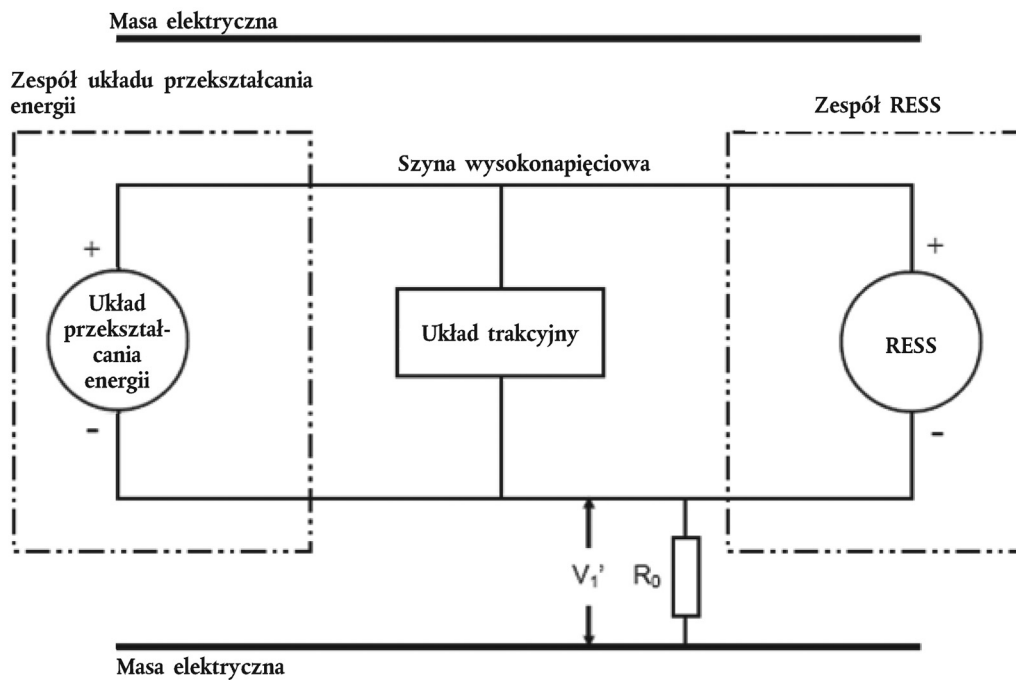 Masa elektryczna
Zespół układu przekształcania
energii
Zespół RESS
Szyna wysokonapięciowa
+
+
Układ
przekształ-
cania
energii
Układ trakcyjny
RESS
-
-
V₁’
R₀
Masa elektryczna